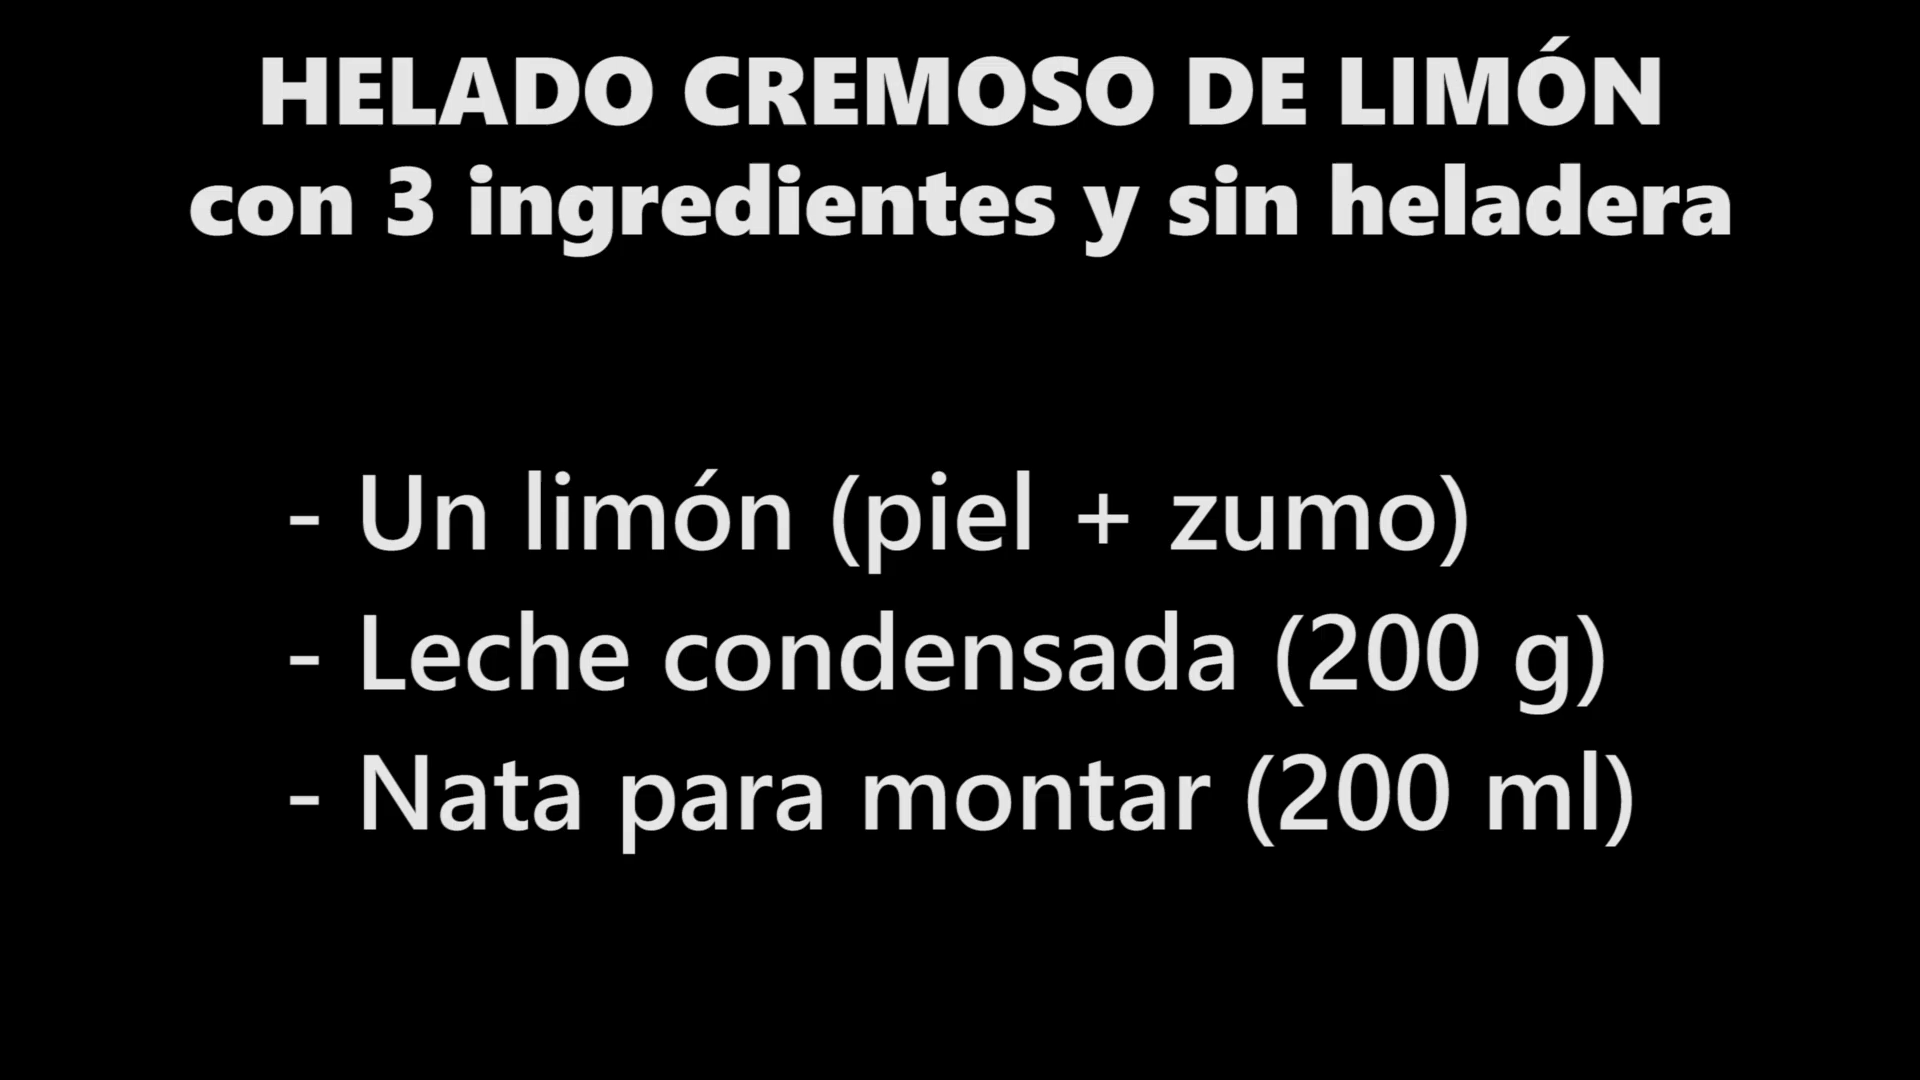 HELADO CREMOSO DE LIMÓN
con 3 ingredientes y sin heladera
- Un limón (piel + zumo)
- Leche condensada (200 g)
- Nata para montar (200 ml)